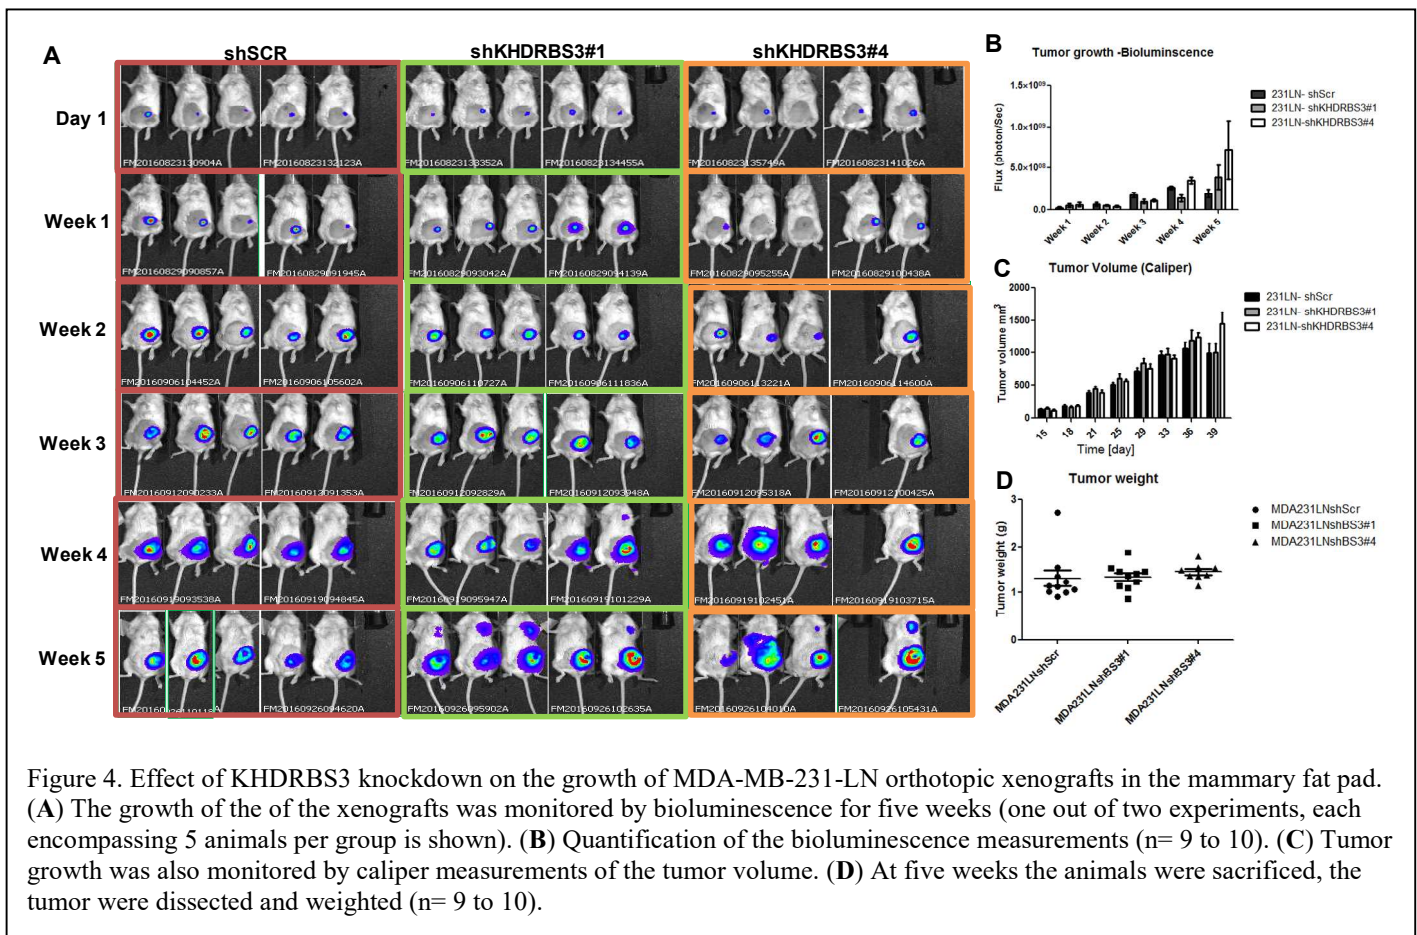 A
shSCR
shKHDRBS3#1
shKHDRBS3#4
Day 1
FM20160823130904A
FM20160823132123A
FM20160823133352A
FM20160823134455A
FM20160823135749A
FM20160823141026A
Week 1
FM20160829090857A
FM20160829091945A
FM20160829093042A
FM20160829094139A
FM20160829095255A
FM20160829100438A
Week 2
FM20160906104452A
FM20160906105602A
FM20160906110727A
FM20160906111836A
FM20160906113221A
FM20160906114600A
Week 3
FM20160912090233A
FM20160912091353A
FM20160912092829A
FM20160912093948A
FM20160912095318A
FM20160912100425A
Week 4
FM20160919093538A
FM20160919094845A
FM20160919095947A
FM20160919101229A
FM20160919102451A
FM20160919103715A
Week 5
FM20160926094620A
FM20160926095902A
FM20160926102635A
FM20160926104010A
FM20160926105431A
B
Tumor growth -Bioluminscence
Flux (photon/Sec)
1.5×10⁰⁹
1.0×10⁰⁹
5.0×10⁰⁸
0.0
Week 1
Week 2
Week 3
Week 4
Week 5
231LN- shScr
231LN- shKHDRBS3#1
231LN-shKHDRBS3#4
C
Tumor Volume (Caliper)
Tumor volume mm³
2000
1500
1000
500
0
15
18
21
25
29
33
36
39
Time [day]
231LN- shScr
231LN- shKHDRBS3#1
231LN-shKHDRBS3#4
D
Tumor weight
Tumor weight (g)
3
2
1
0
MDA231LNshScr
MDA231LNshBS3#1
MDA231LNshBS3#4
MDA231LNshScr
MDA231LNshBS3#1
MDA231LNshBS3#4
Figure 4. Effect of KHDRBS3 knockdown on the growth of MDA-MB-231-LN orthotopic xenografts in the mammary fat pad.
(A) The growth of the of the xenografts was monitored by bioluminescence for five weeks (one out of two experiments, each
encompassing 5 animals per group is shown). (B) Quantification of the bioluminescence measurements (n= 9 to 10). (C) Tumor
growth was also monitored by caliper measurements of the tumor volume. (D) At five weeks the animals were sacrificed, the
tumor were dissected and weighted (n= 9 to 10).